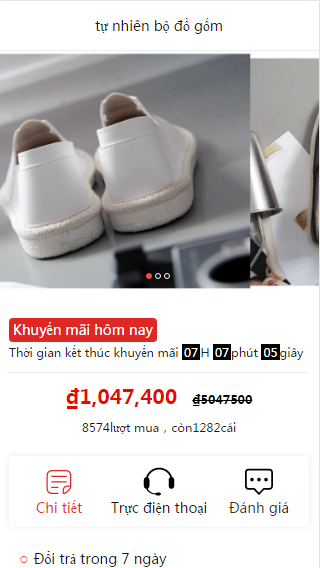 tự nhiên bộ đồ gốm
Khuyến mãi hôm nay
Thời gian kết thúc khuyến mãi 07H 07phút 05giây
₫1,047,400 ₫5047500
8574lượt mua，còn1282cái
Chi tiết Trực điện thoại Đánh giá
Đổi trả trong 7 ngày